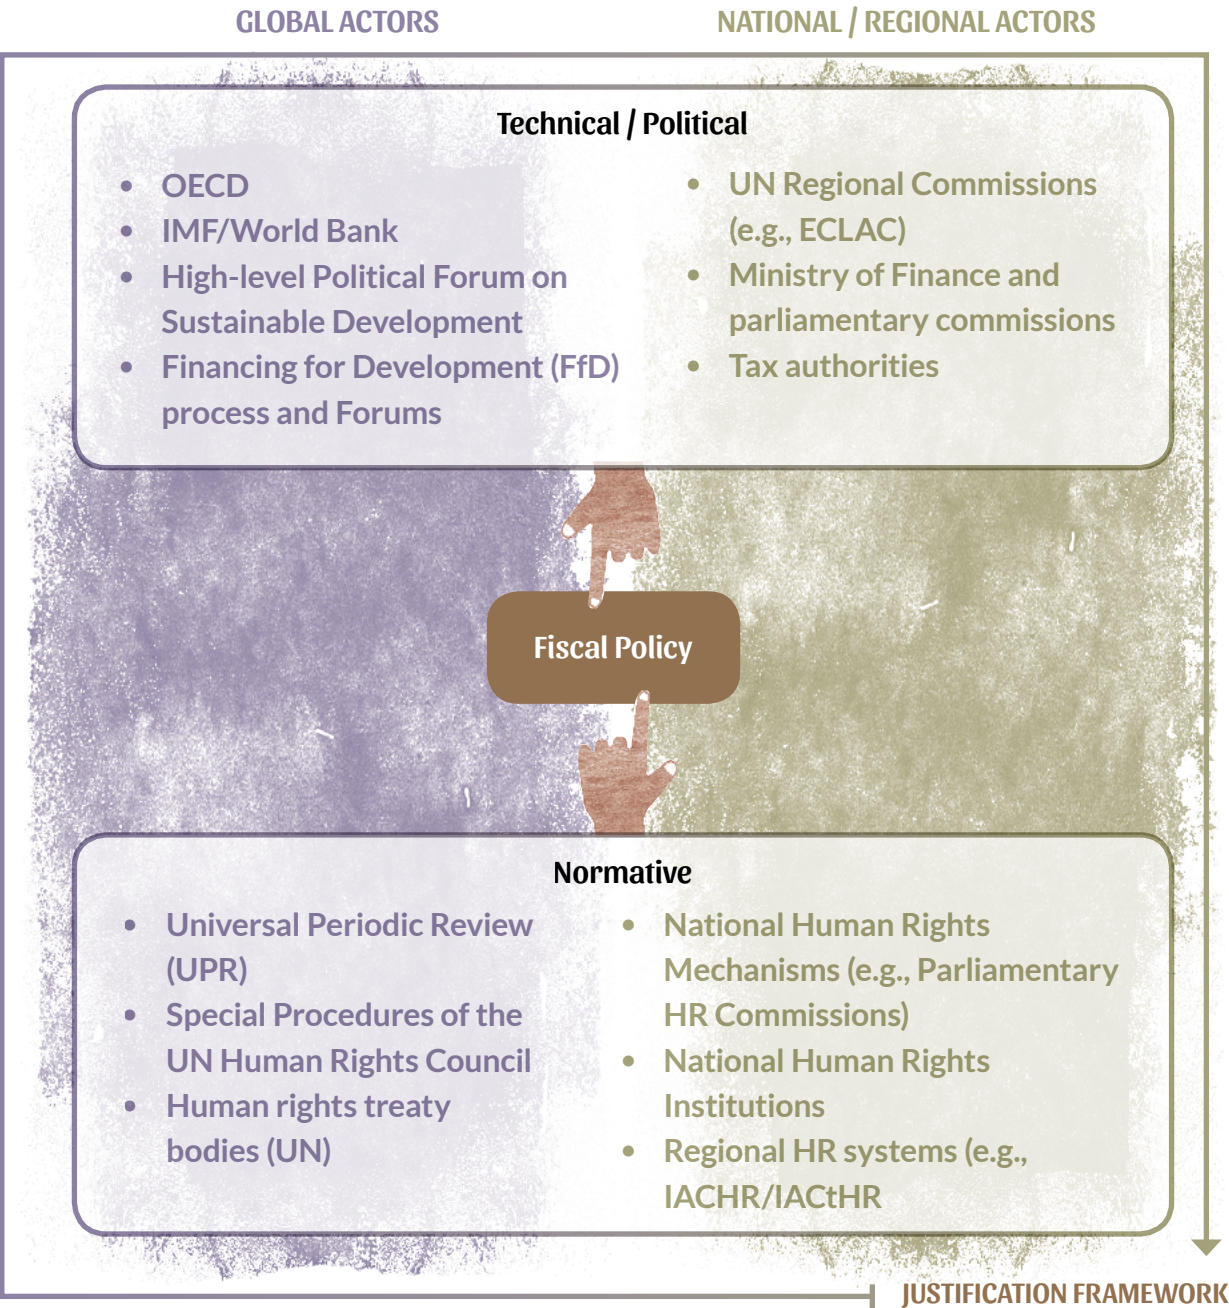 GLOBAL ACTORS
NATIONAL / REGIONAL ACTORS
Technical / Political
• OECD
• IMF/World Bank
• High-level Political Forum on
Sustainable Development
• Financing for Development (FfD)
process and Forums
• UN Regional Commissions
(e.g., ECLAC)
• Ministry of Finance and
parliamentary commissions
• Tax authorities
Fiscal Policy
Normative
• Universal Periodic Review
(UPR)
• Special Procedures of the
UN Human Rights Council
• Human rights treaty
bodies (UN)
• National Human Rights
Mechanisms (e.g., Parliamentary
HR Commissions)
• National Human Rights
Institutions
• Regional HR systems (e.g.,
IACHR/IACtHR
JUSTIFICATION FRAMEWORK